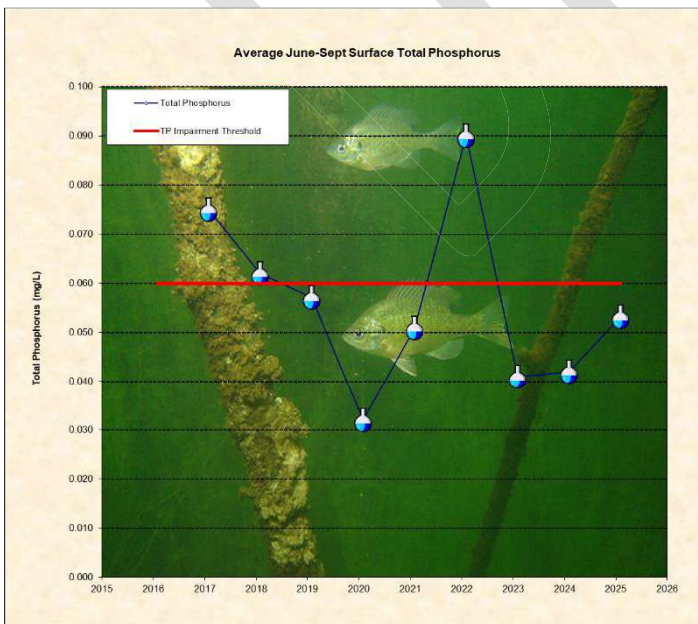 Average June-Sept Surface Total Phosphorus
Total Phosphorus
TP Impairment Threshold
Total Phosphorus (mg/L)
0.100
0.090
0.080
0.070
0.060
0.050
0.040
0.030
0.020
0.010
0.000
2015 2016 2017 2018 2019 2020 2021 2022 2023 2024 2025 2026